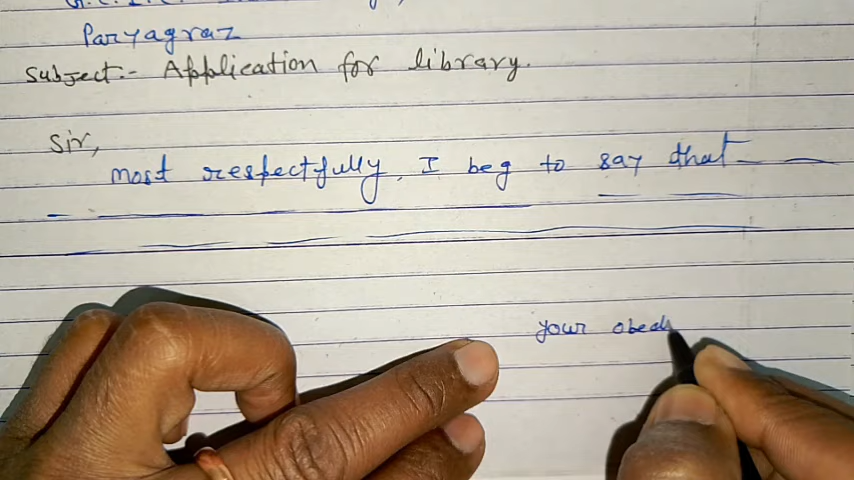 Paryagraz
Subject:- Application for library.
Sir,
most respectfully, I beg to say that
your obed